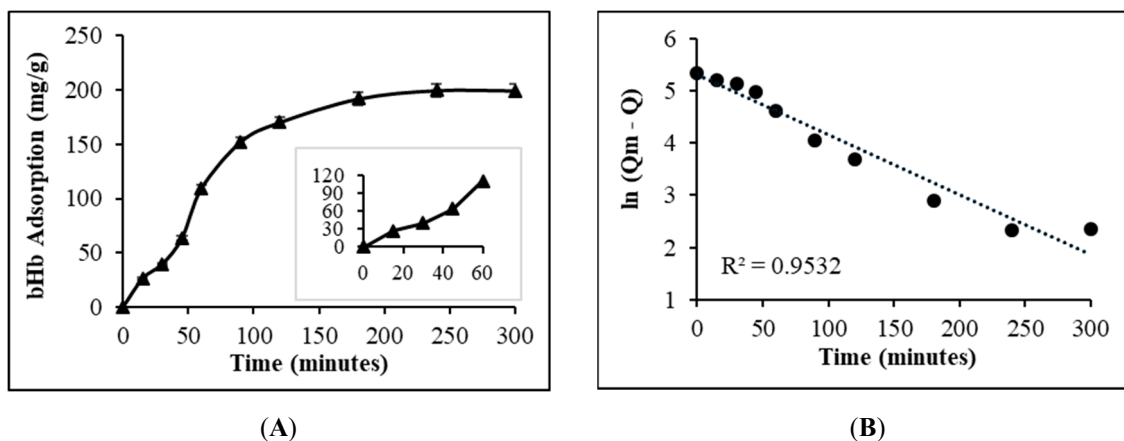 250
200
150
100
50
0
bHb Adsorption (mg/g)
120
90
60
30
0
0 20 40 60
0 50 100 150 200 250 300
Time (minutes)
(A)
6
5
4
3
2
1
ln (Qm - Q)
R² = 0.9532
0 50 100 150 200 250 300
Time (minutes)
(B)